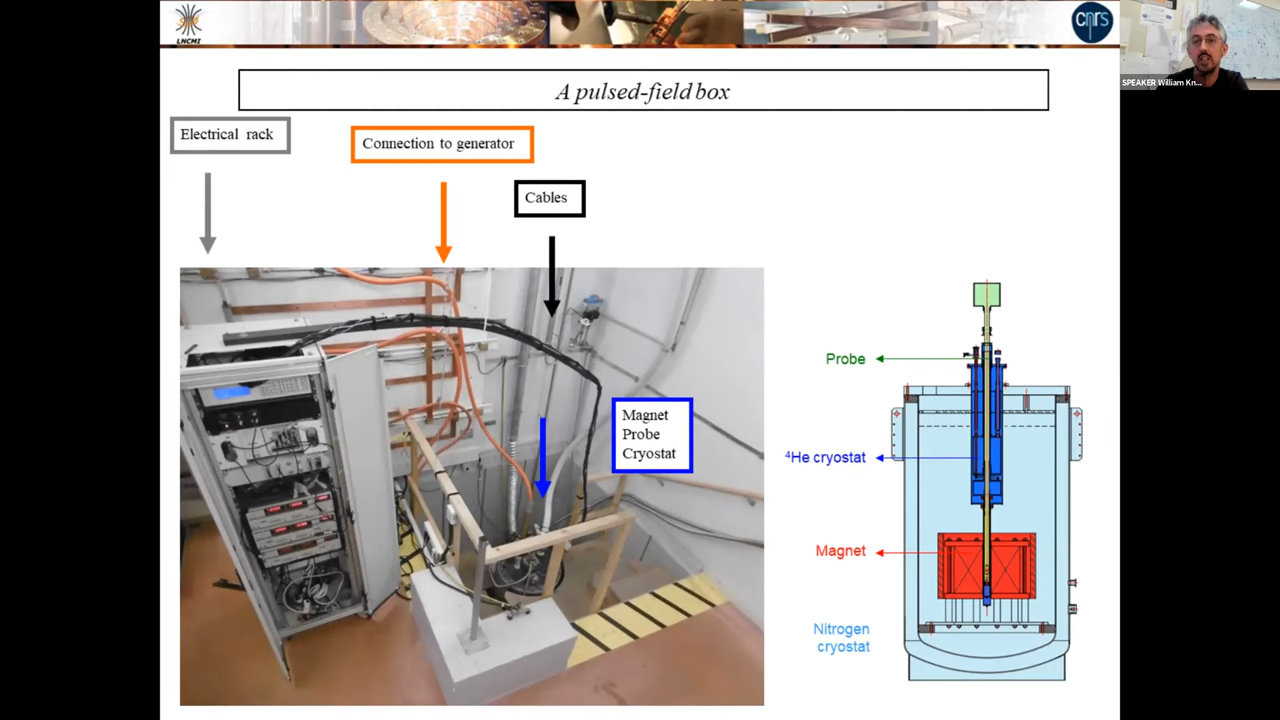 LNCMI
cnrs
SPEAKER William Kn...
A pulsed-field box
Electrical rack
Connection to generator
Cables
Magnet
Probe
Cryostat
Probe
⁴He cryostat
Magnet
Nitrogen
cryostat